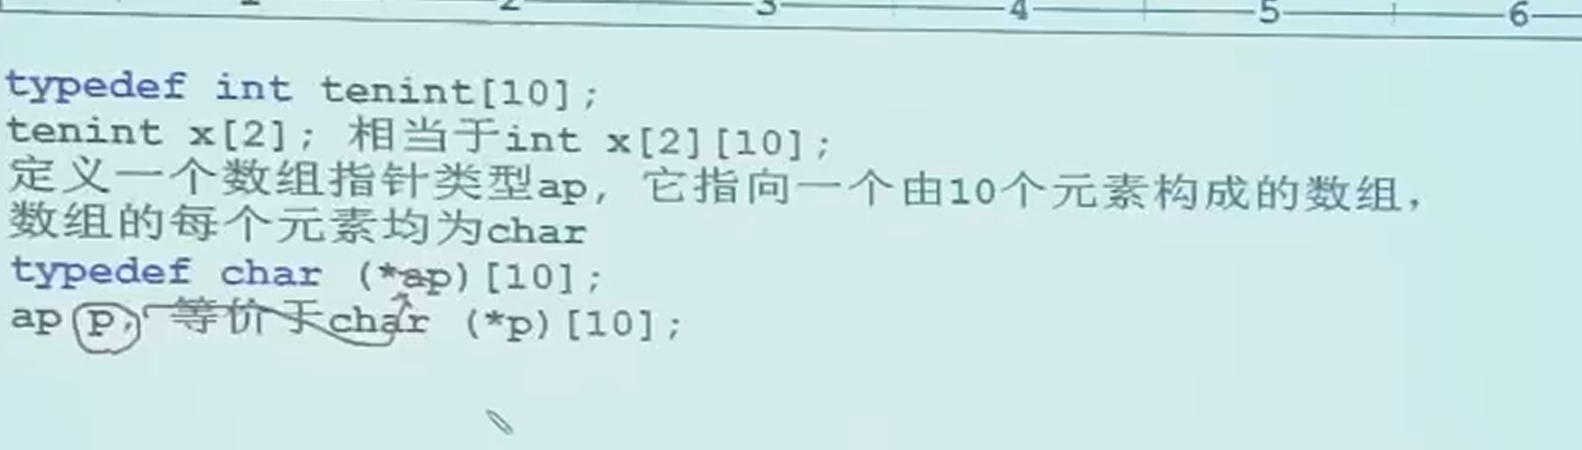 2 3 4 5 6
typedef int tenint[10];
tenint x[2]; 相当于int x[2][10];
定义一个数组指针类型ap, 它指向一个由10个元素构成的数组,
数组的每个元素均为char
typedef char (*ap)[10];
ap p, 等价于char (*p)[10];